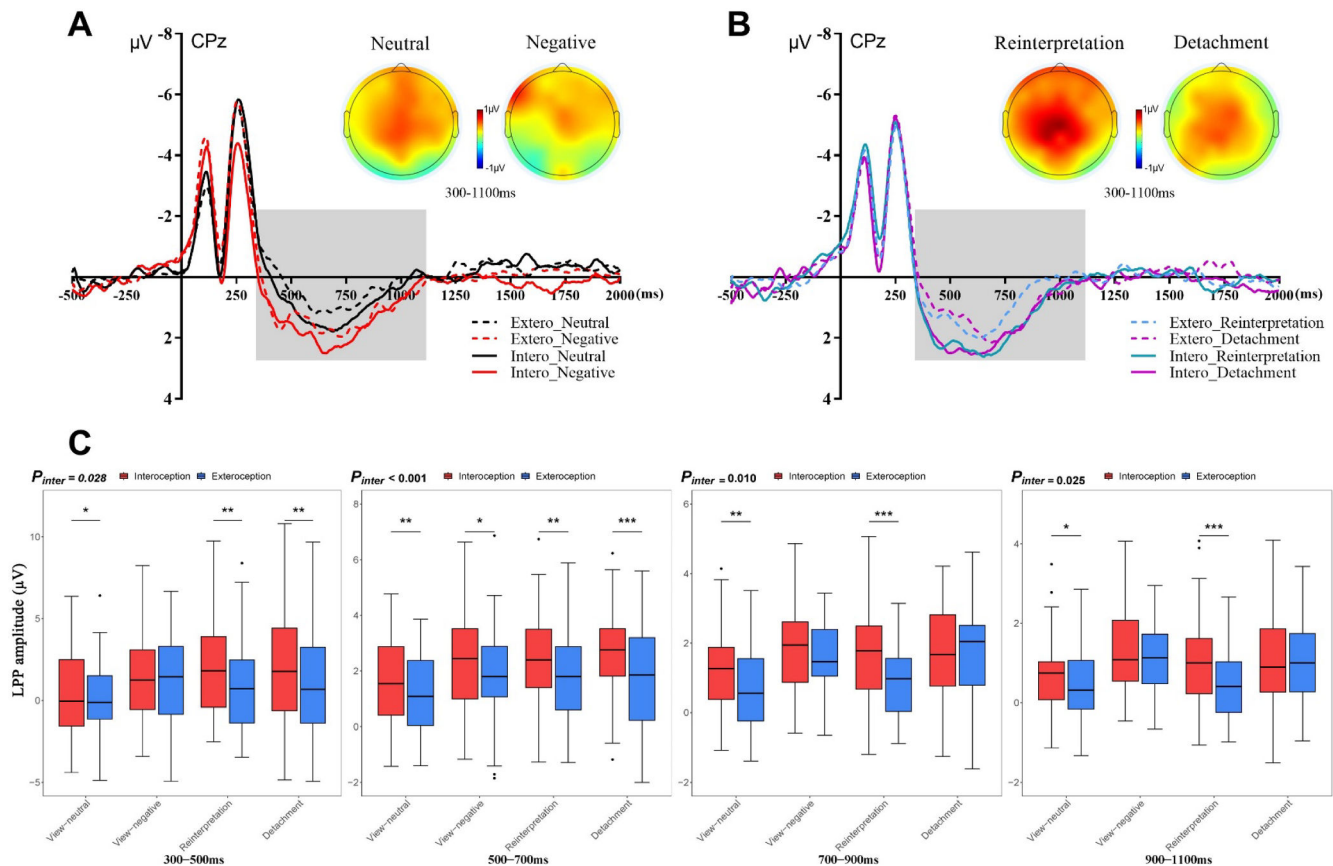 A
µV
CPz
-8
-6
-4
-2
2
4
-500
-250
250
500
750
1000
1250
1500
1750
2000 (ms)
Neutral
Negative
1µV
-1µV
300-1100ms
Extero_Neutral
Extero_Negative
Intero_Neutral
Intero_Negative
B
µV
CPz
-8
-6
-4
-2
2
4
-500
-250
250
500
750
1000
1250
1500
1750
2000 (ms)
Reinterpretation
Detachment
1µV
-1µV
300-1100ms
Extero_Reinterpretation
Extero_Detachment
Intero_Reinterpretation
Intero_Detachment
C
LPP amplitude (µV)
Pinter = 0.028 Interoception Exteroception
* ** **
10
5
0
−5
View−neutral
View−negative
Reinterpretation
Detachment
300−500ms
Pinter < 0.001 Interoception Exteroception
** * ** ***
8
6
4
2
0
−2
View−neutral
View−negative
Reinterpretation
Detachment
500−700ms
Pinter = 0.010 Interoception Exteroception
** ***
6
4
2
0
−2
View−neutral
View−negative
Reinterpretation
Detachment
700−900ms
Pinter = 0.025 Interoception Exteroception
* ***
4
2
0
−2
View−neutral
View−negative
Reinterpretation
Detachment
900−1100ms